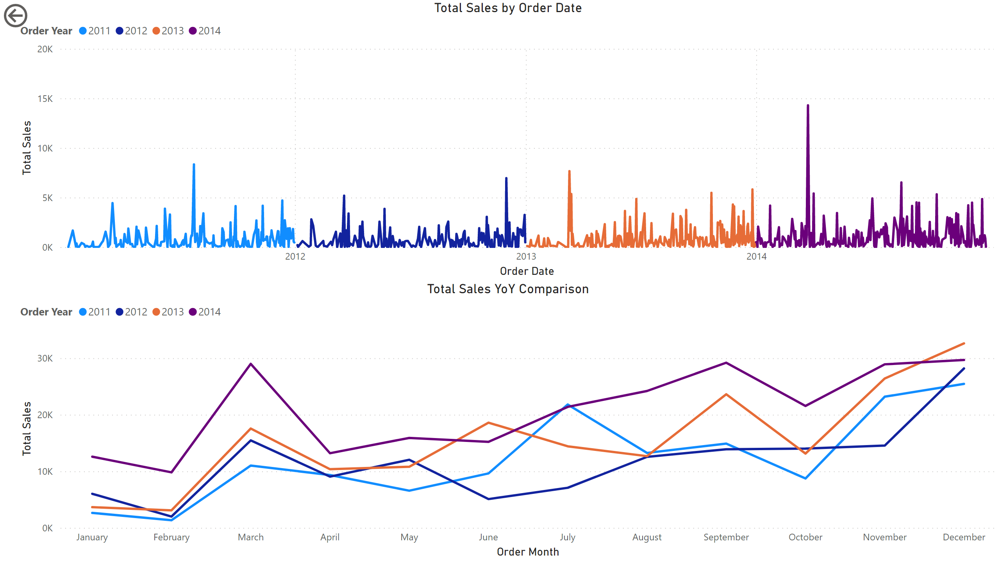 Total Sales by Order Date
Order Year 2011 2012 2013 2014
20K
15K
10K
5K
0K
Total Sales
2012 2013 2014
Order Date
Total Sales YoY Comparison
Order Year 2011 2012 2013 2014
30K
20K
10K
0K
Total Sales
January February March April May June July August September October November December
Order Month